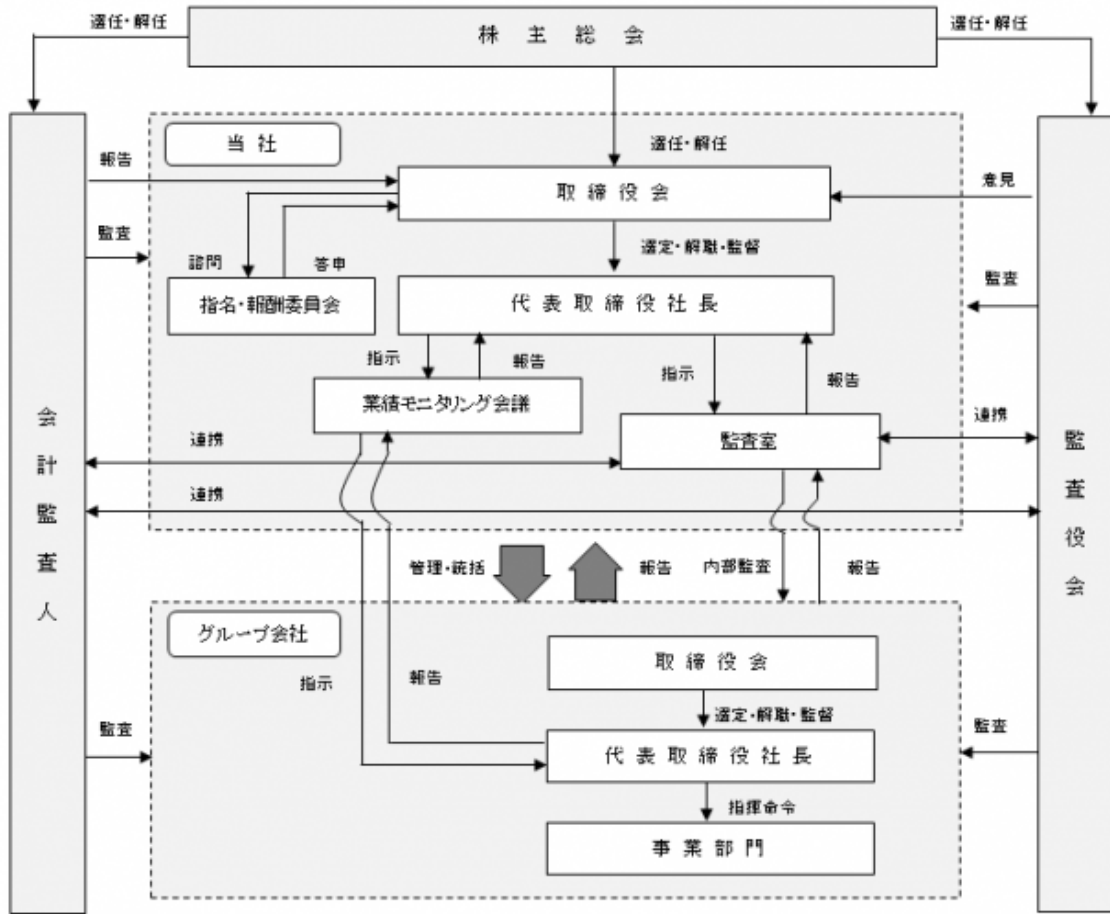 選任・解任
株主総会
選任・解任
当社
選任・解任
報告
取締役会
意見
監査
選定・解職・監督
諮問
答申
指名・報酬委員会
代表取締役社長
監査
指示
報告
指示
報告
業績モニタリング会議
会計監査人
連携
監査室
連携
監査役会
連携
管理・統括
報告
内部監査
報告
グループ会社
取締役会
指示
報告
選定・解職・監督
監査
代表取締役社長
監査
指揮命令
事業部門